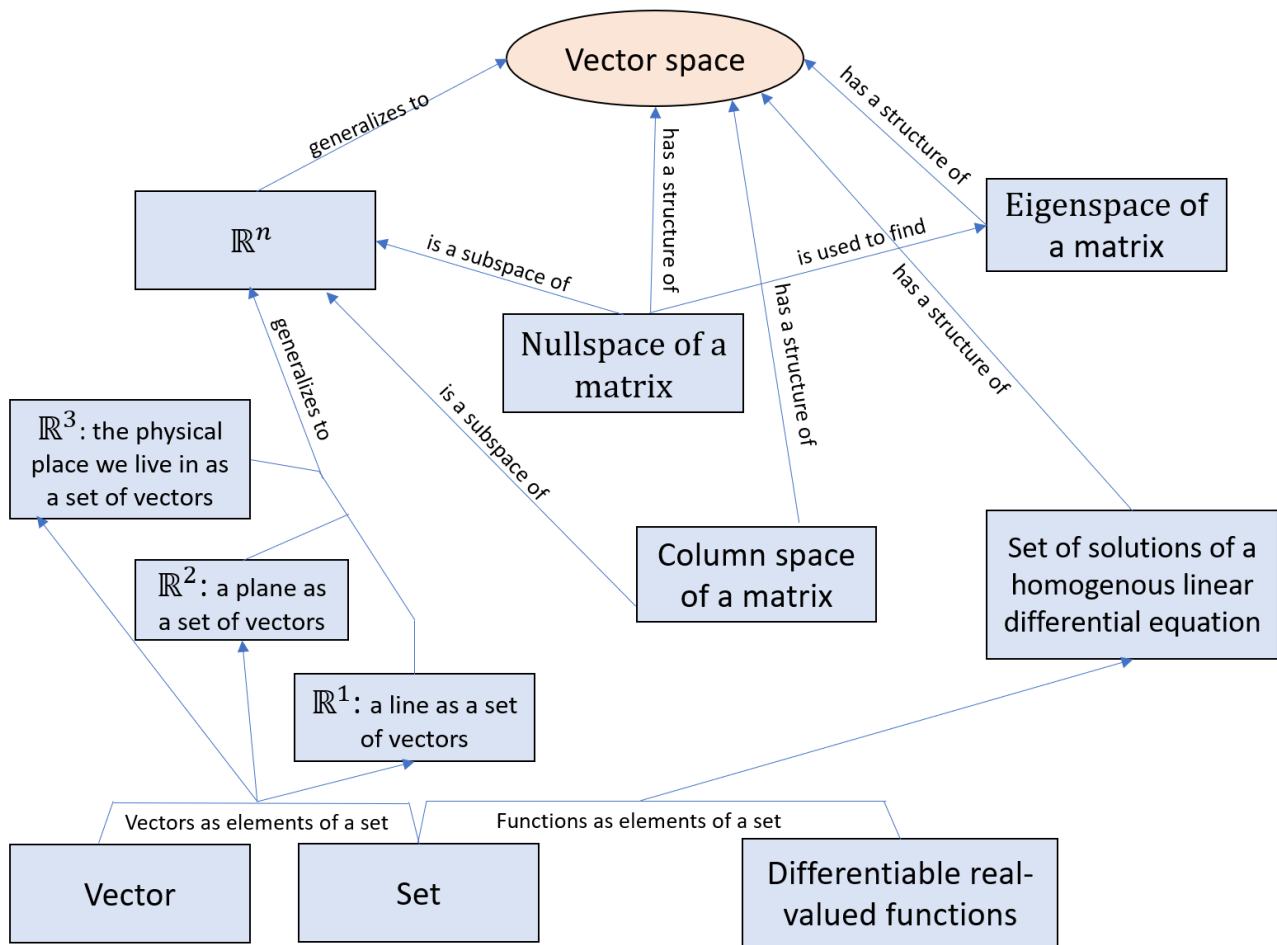 Vector space
generalizes to
has a structure of
has a structure of
ℝⁿ
is a subspace of
is used to find
Eigenspace of
a matrix
has a structure of
has a structure of
generalizes to
Nullspace of a
matrix
is a subspace of
ℝ³: the physical
place we live in as
a set of vectors
ℝ²: a plane as
a set of vectors
Column space
of a matrix
Set of solutions of a
homogenous linear
differential equation
ℝ¹: a line as a set
of vectors
Vectors as elements of a set
Functions as elements of a set
Vector
Set
Differentiable real-
valued functions